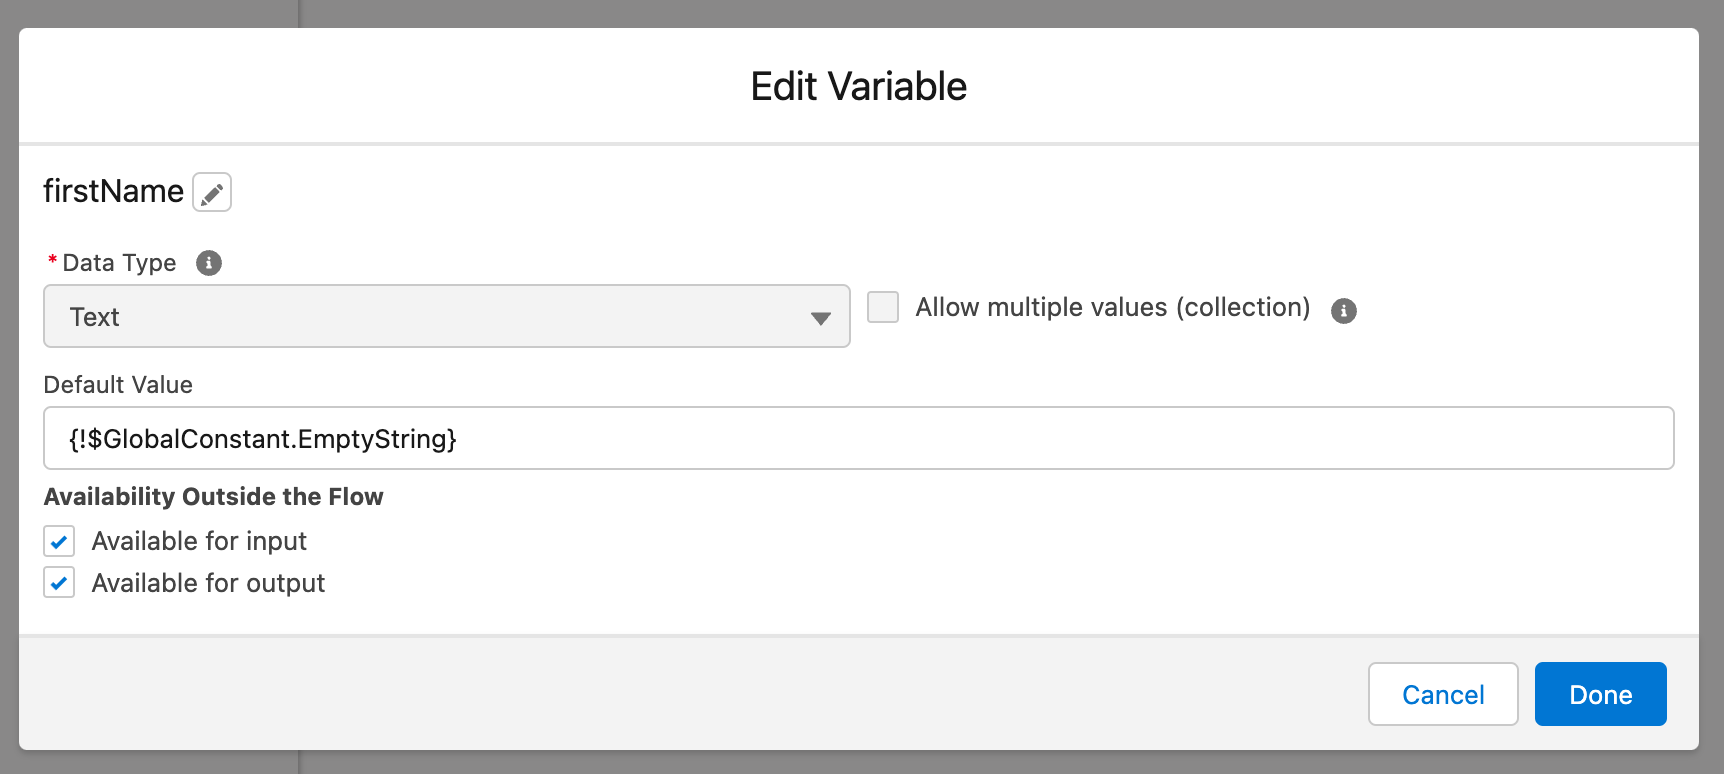 Edit Variable
firstName
* Data Type
Text
Allow multiple values (collection)
Default Value
{!$GlobalConstant.EmptyString}
Availability Outside the Flow
Available for input
Available for output
Cancel
Done